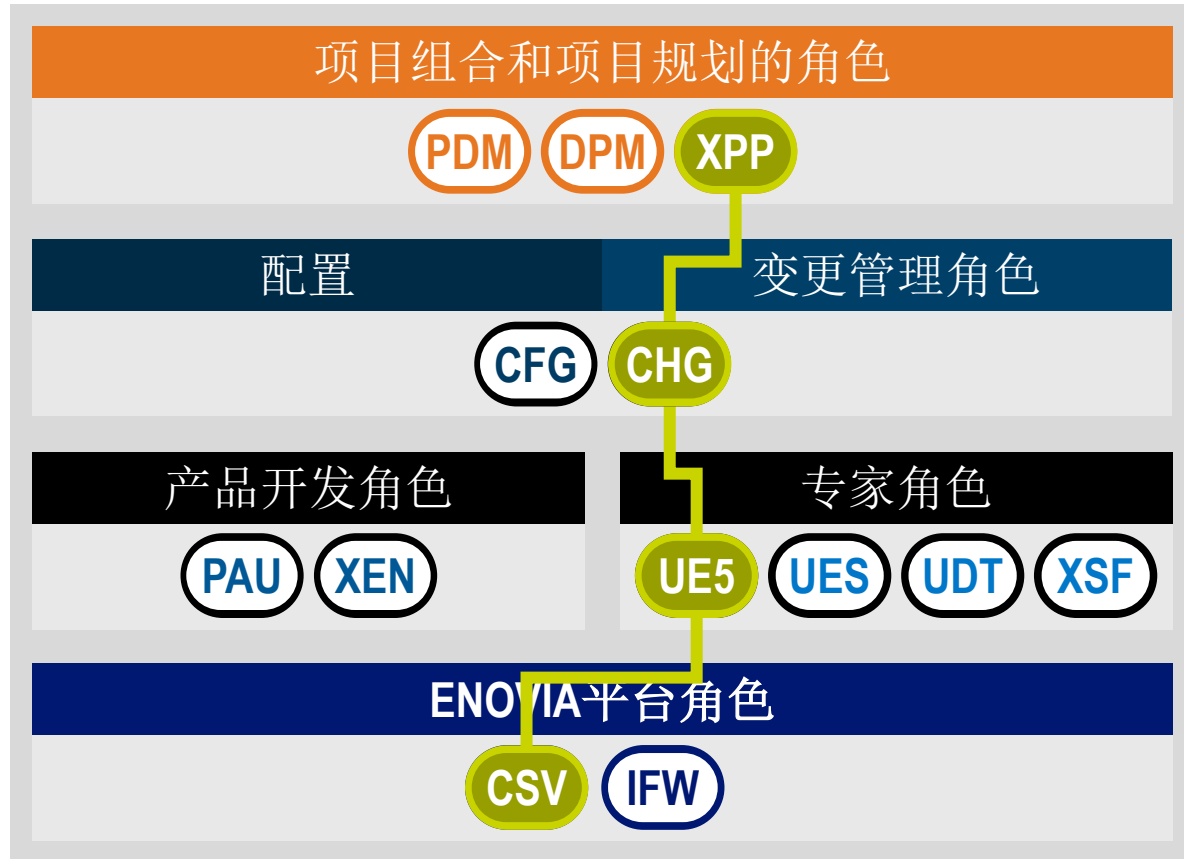 项目组合和项目规划的角色
PDM DPM XPP
配置 变更管理角色
CFG CHG
产品开发角色 专家角色
PAU XEN UE5 UES UDT XSF
ENOVIA平台角色
CSV IFW